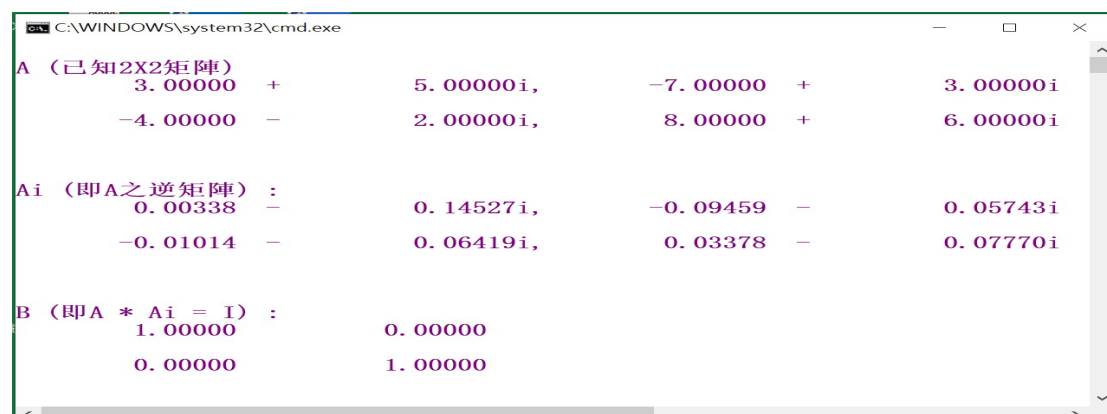 C:\WINDOWS\system32\cmd.exe
A (已知2X2矩陣)
3.00000 + 5.00000i, -7.00000 + 3.00000i
-4.00000 - 2.00000i, 8.00000 + 6.00000i
Ai (即A之逆矩陣) :
0.00338 - 0.14527i, -0.09459 - 0.05743i
-0.01014 - 0.06419i, 0.03378 - 0.07770i
B (即A * Ai = I) :
1.00000 0.00000
0.00000 1.00000